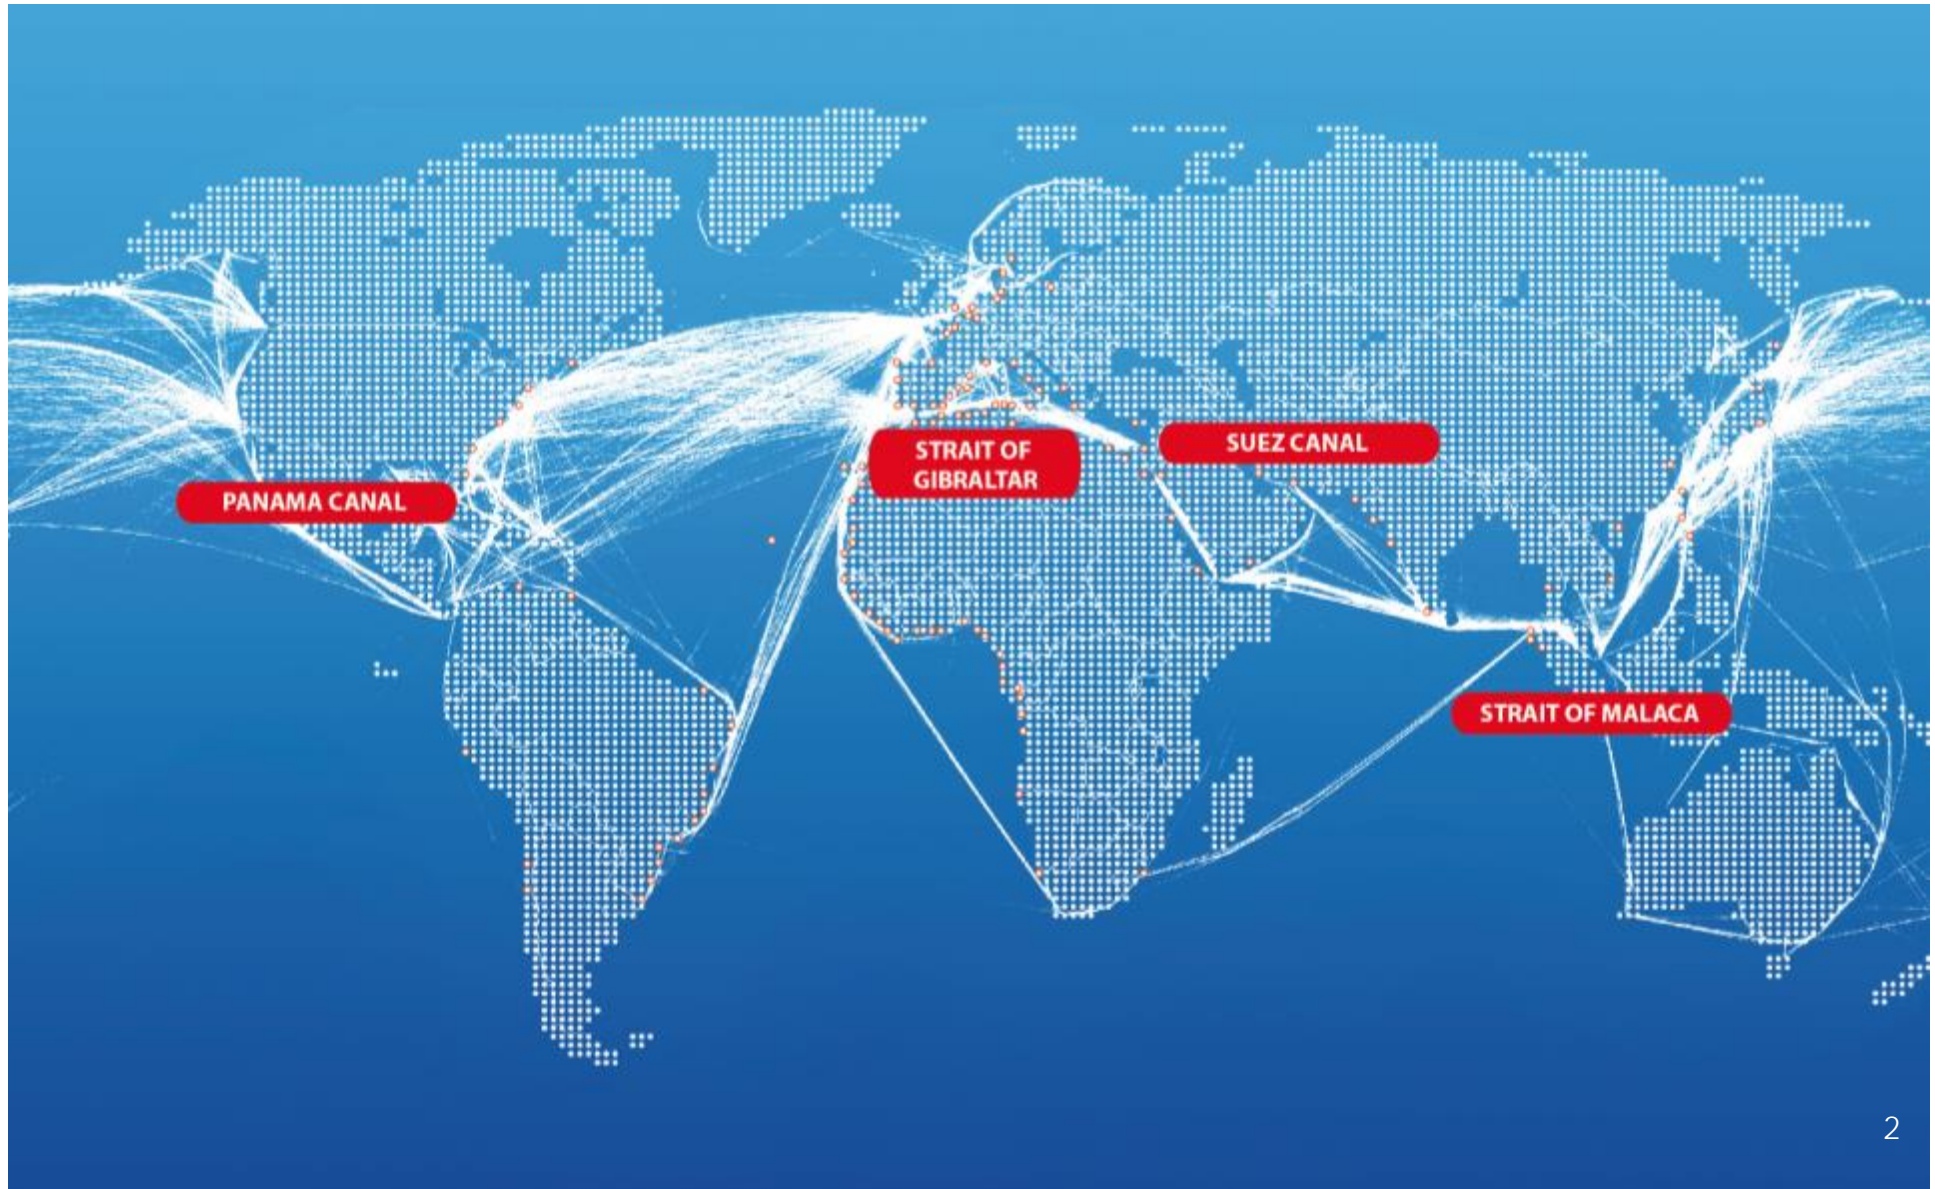 STRAIT OF
GIBRALTAR
SUEZ CANAL
PANAMA CANAL
STRAIT OF MALACA
2